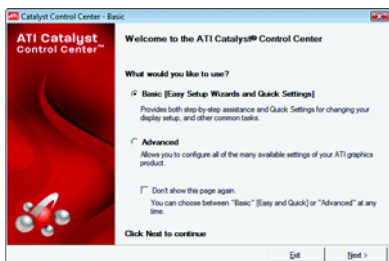 ATI Catalyst Control Center - Basic
ATI Catalyst
Control Center™
Welcome to the ATI Catalyst® Control Center
What would you like to use?
Basic [Easy Setup Wizards and Quick Settings]
Provides both step-by-step assistance and Quick Settings for changing your
display setup, and other common tasks.
Advanced
Allows you to configure all of the many available settings of your ATI graphics
product.
Don't show this page again.
You can choose between "Basic" [Easy and Quick] or "Advanced" at any
time.
Click Next to continue
Exit
Next >